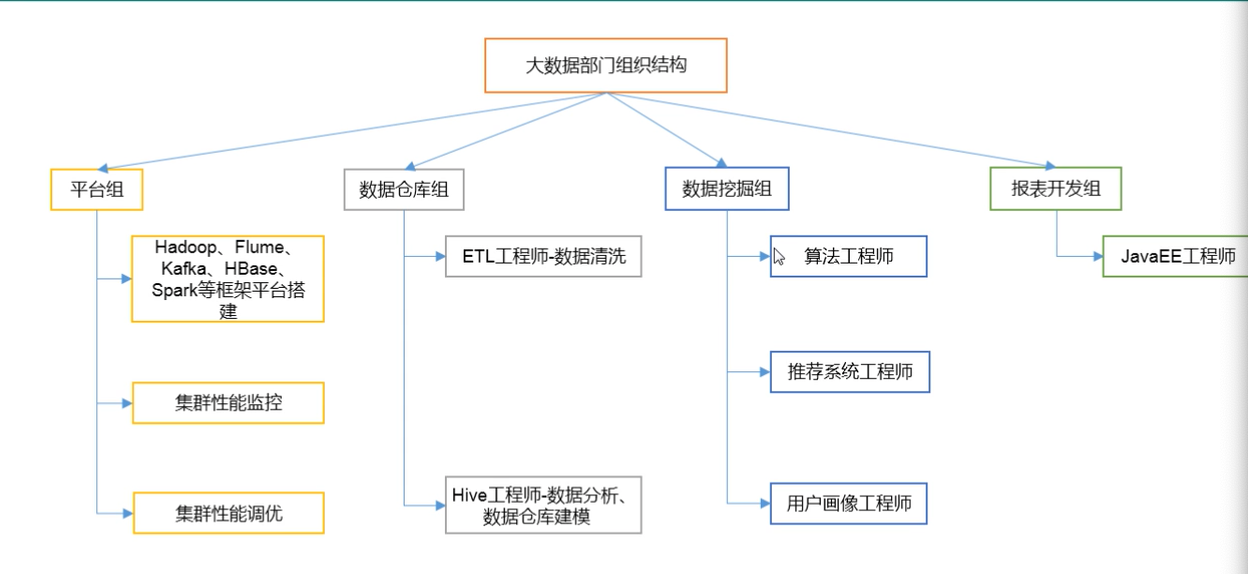 大数据部门组织结构
平台组
数据仓库组
数据挖掘组
报表开发组
Hadoop、Flume、
Kafka、HBase、
Spark等框架平台搭
建
ETL工程师-数据清洗
算法工程师
JavaEE工程师
集群性能监控
推荐系统工程师
集群性能调优
Hive工程师-数据分析、
数据仓库建模
用户画像工程师